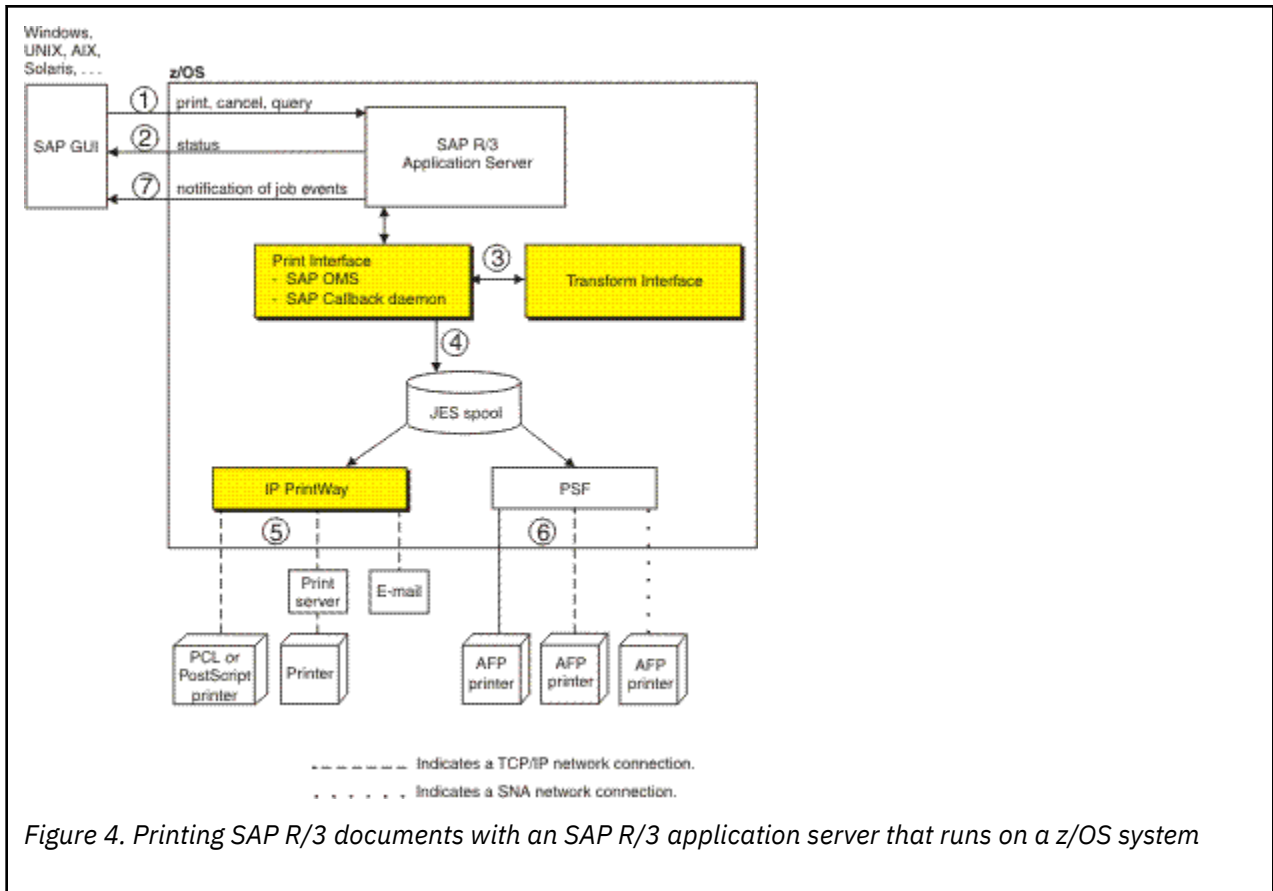 Windows,
UNIX, AIX,
Solaris, . . .
z/OS
1
print, cancel, query
SAP GUI
2
status
SAP R/3
Application Server
7
notification of job events
Print Interface
- SAP OMS
- SAP Callback daemon
3
Transform Interface
4
JES spool
IP PrintWay
PSF
5
6
Print
server
E-mail
PCL or
PostScript
printer
Printer
AFP
printer
AFP
printer
AFP
printer
Indicates a TCP/IP network connection.
Indicates a SNA network connection.
Figure 4. Printing SAP R/3 documents with an SAP R/3 application server that runs on a z/OS system